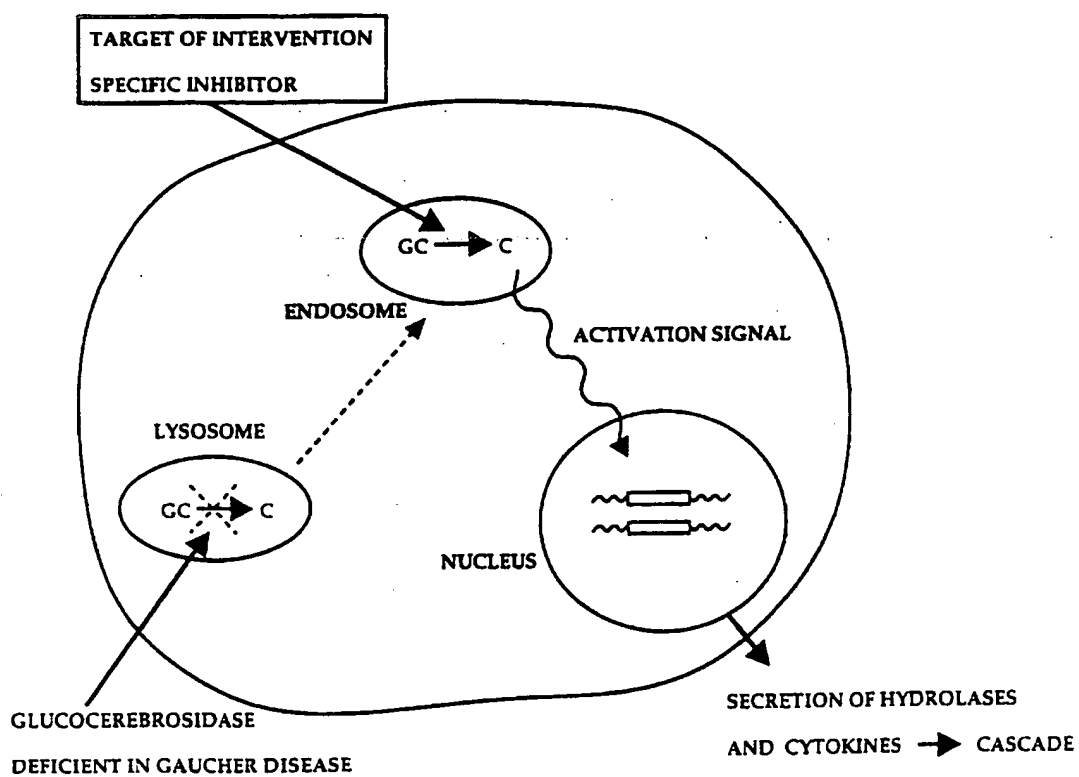 TARGET OF INTERVENTION
SPECIFIC INHIBITOR
GC C
ENDOSOME
ACTIVATION SIGNAL
LYSOSOME
GC C
NUCLEUS
GLUCOCEREBROSIDASE
DEFICIENT IN GAUCHER DISEASE
SECRETION OF HYDROLASES
AND CYTOKINES CASCADE